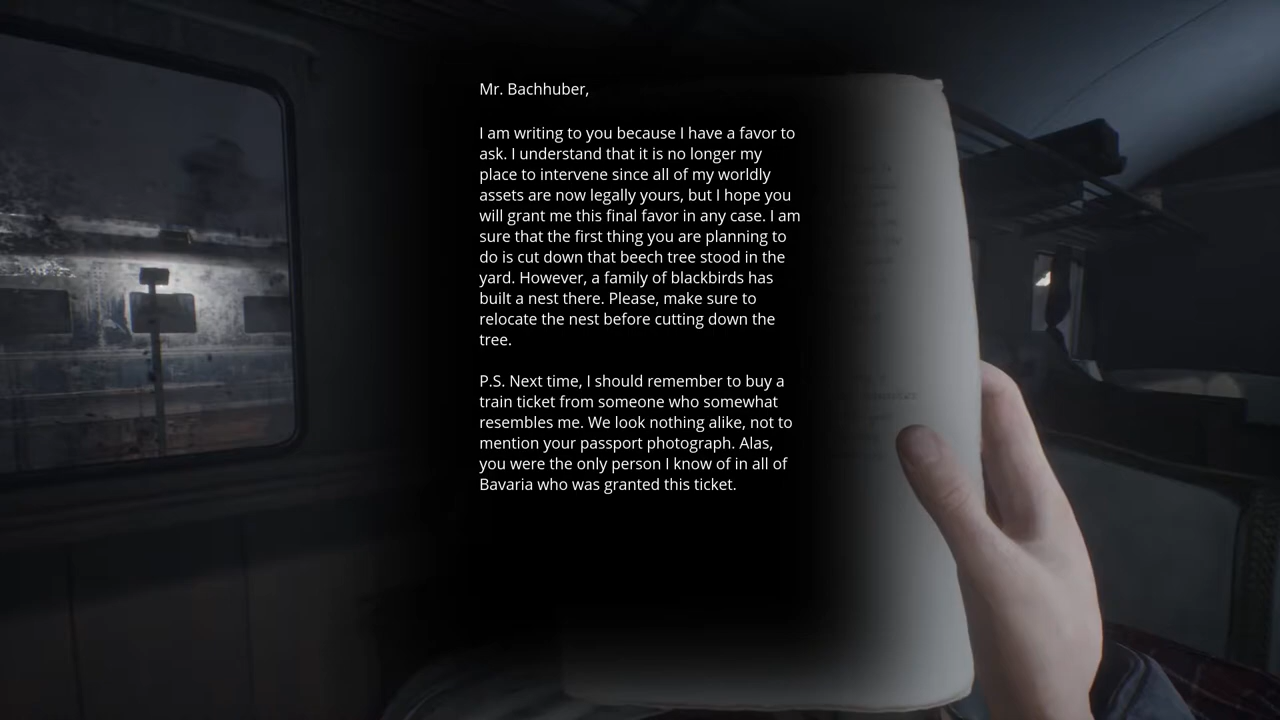 Mr. Bachhuber,
I am writing to you because I have a favor to
ask. I understand that it is no longer my
place to intervene since all of my worldly
assets are now legally yours, but I hope you
will grant me this final favor in any case. I am
sure that the first thing you are planning to
do is cut down that beech tree stood in the
yard. However, a family of blackbirds has
built a nest there. Please, make sure to
relocate the nest before cutting down the
tree.
P.S. Next time, I should remember to buy a
train ticket from someone who somewhat
resembles me. We look nothing alike, not to
mention your passport photograph. Alas,
you were the only person I know of in all of
Bavaria who was granted this ticket.